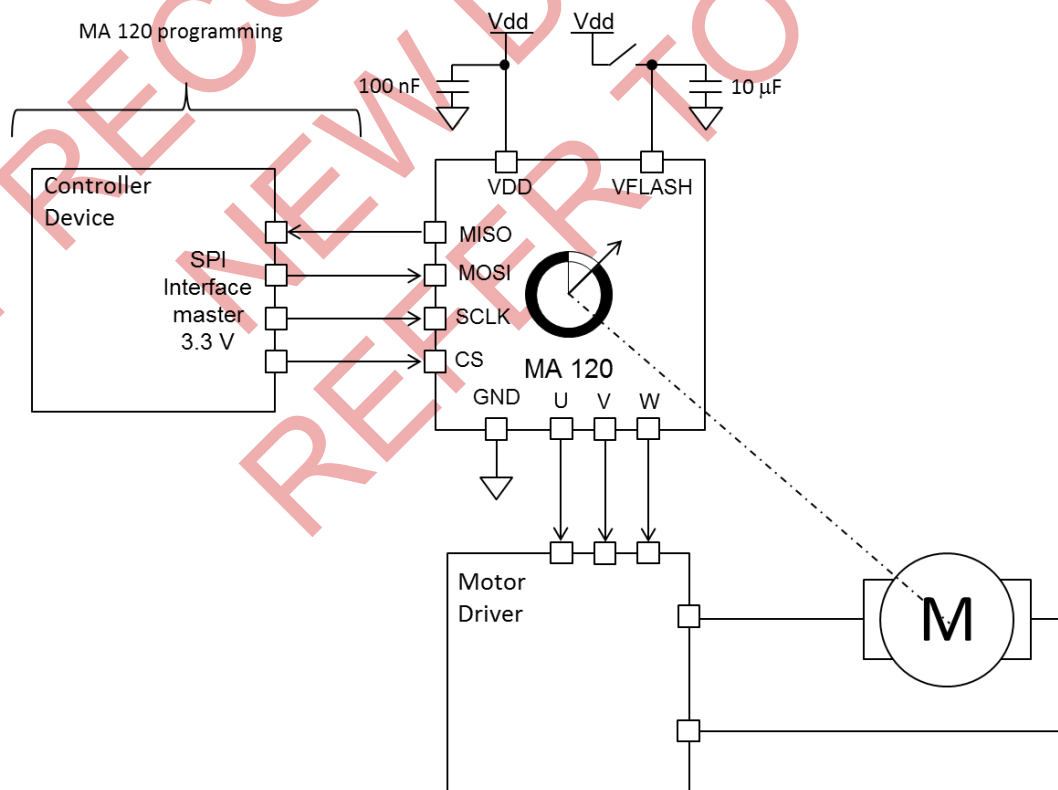 MA 120 programming
Vdd
Vdd
100 nF
10 µF
Controller
Device
VDD
VFLASH
SPI
Interface
master
3.3 V
MISO
MOSI
SCLK
CS
MA 120
GND
U
V
W
Motor
Driver
M
NEW
REFER TO